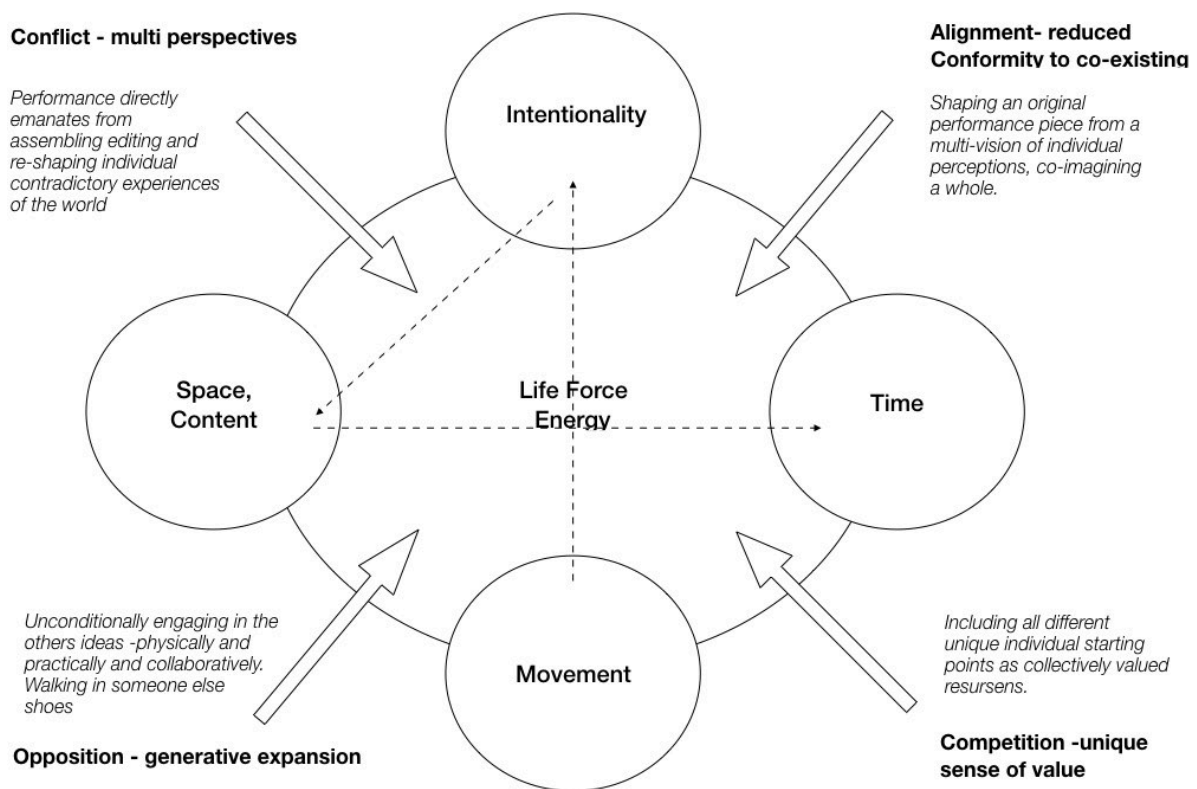 Conflict - multi perspectives
Performance directly
emanates from
assembling editing and
re-shaping individual
contradictory experiences
of the world
Alignment- reduced
Conformity to co-existing
Shaping an original
performance piece from a
multi-vision of individual
perceptions, co-imagining
a whole.
Intentionality
Space,
Content
Life Force
Energy
Time
Movement
Unconditionally engaging in the
others ideas -physically and
practically and collaboratively.
Walking in someone else
shoes
Opposition - generative expansion
Including all different
unique individual starting
points as collectively valued
resursens.
Competition -unique
sense of value